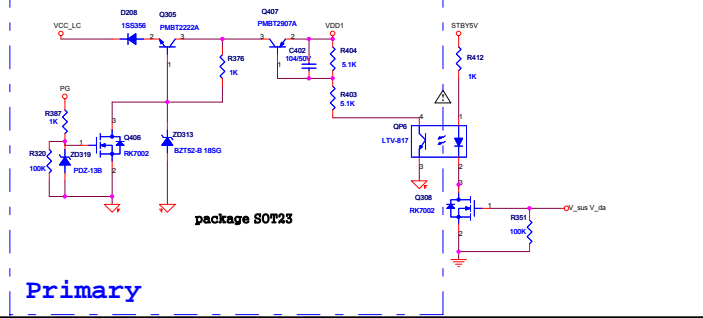 D208
1SS356
Q305
PMBT2222A
Q407
PMBT2907A
VCC_LC
VDD1
STBY5V
2
3
3
2
1
1
R376
1K
C402
104/50V
R404
5.1K
R403
5.1K
R412
1K
PG
R387
1K
3
Q406
RK7002
1
2
R320
100K
ZD319
PDZ-13B
ZD313
BZT52-B 18SG
4
1
QP6
LTV-817
3
2
3
Q308
RK7002
1
2
V_sus V_da
R351
100K
package SOT23
Primary